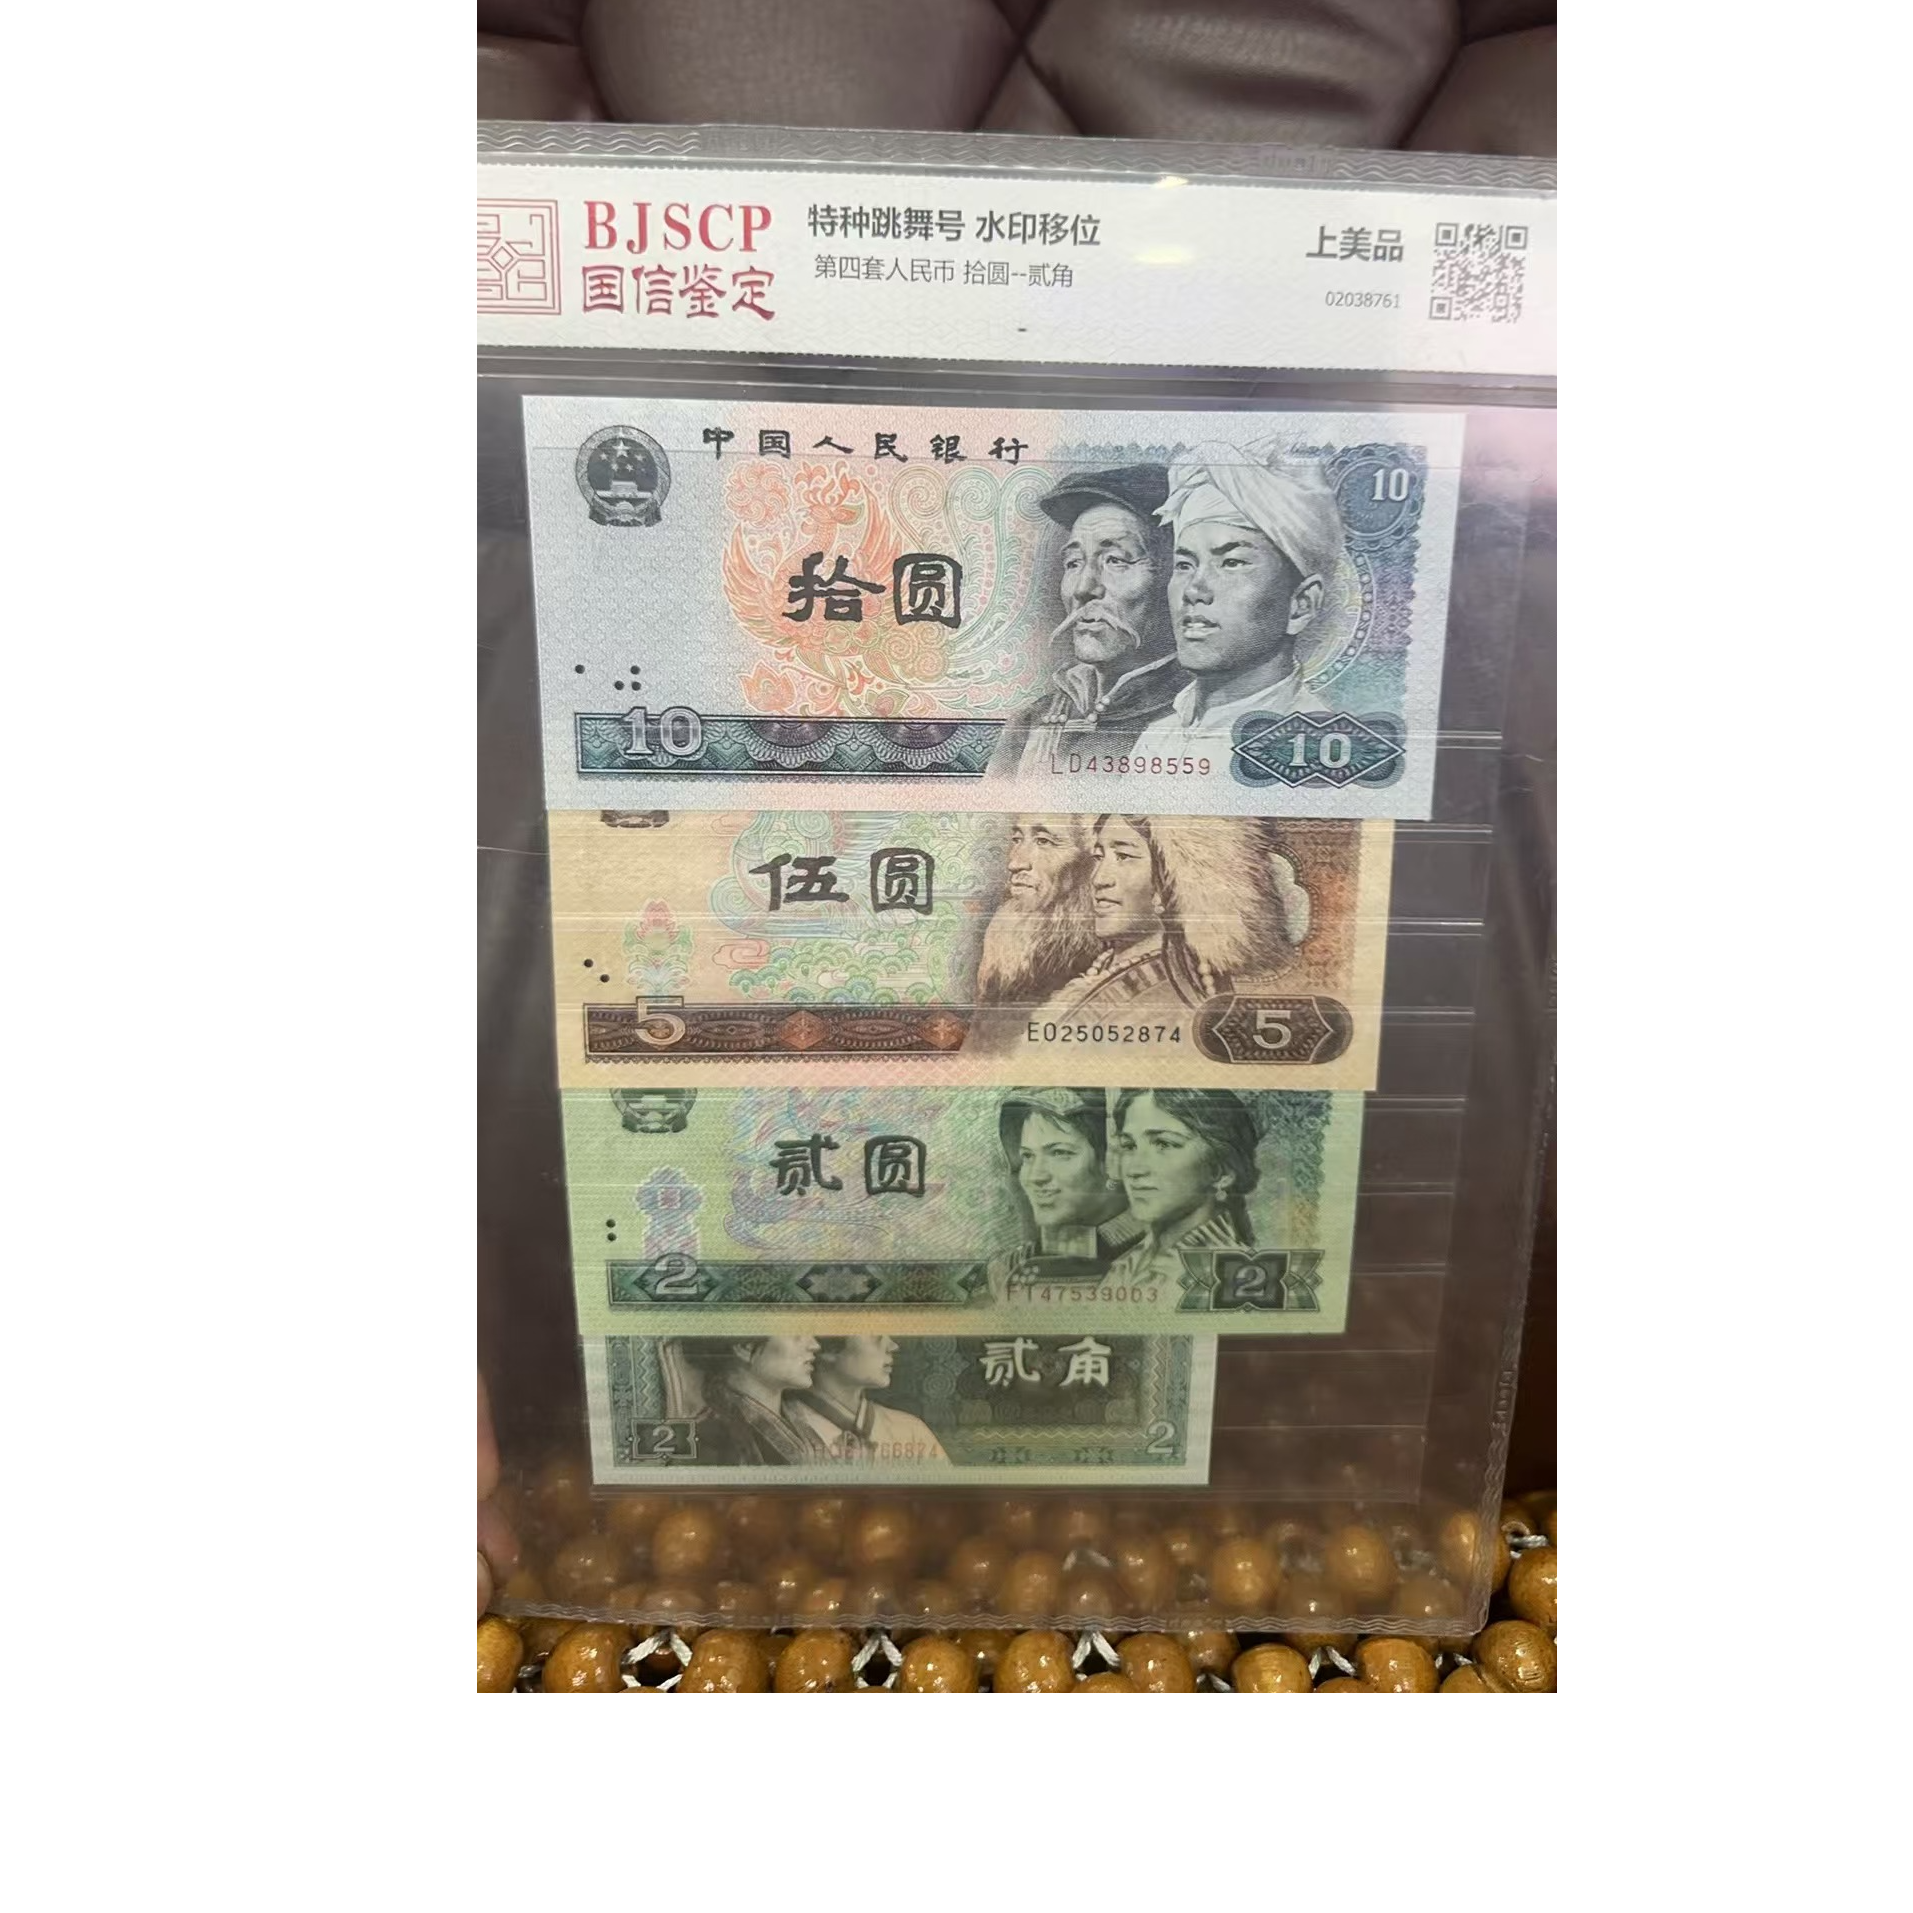 BJSCP
国信鉴定
特种跳舞号 水印移位
第四套人民币 拾圆--贰角
-
上美品
02038761
中国人民银行
10
拾圆
10
LD43898559
10
伍圆
5
EO25052874
5
贰圆
2
FT47539003
2
贰角
2
2